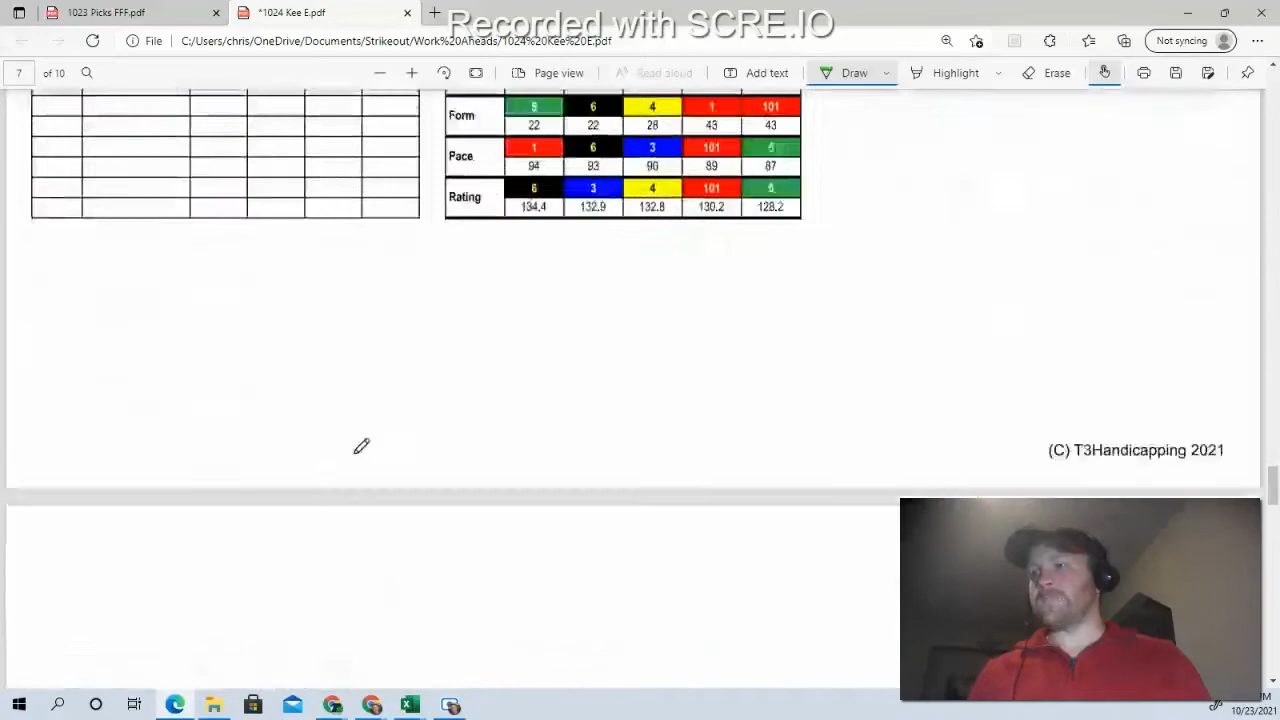 1023 Picks FFF.pdf
*1024 Kee E.pdf
Recorded with SCRE.IO
File
C:/Users/chris/OneDrive/Documents/Strikeout/Work%20Aheads/1024%20Kee%20E.pdf
Not syncing
7 of 10
Page view
Read aloud
Add text
Draw
Highlight
Erase
Form 6 4 1 101
22 22 28 43 43
Pace 1 6 3 101
94 93 90 89 87
Rating 6 3 4 101
134.4 132.9 132.8 130.2 128.2
(C) T3Handicapping 2021
10/23/2021